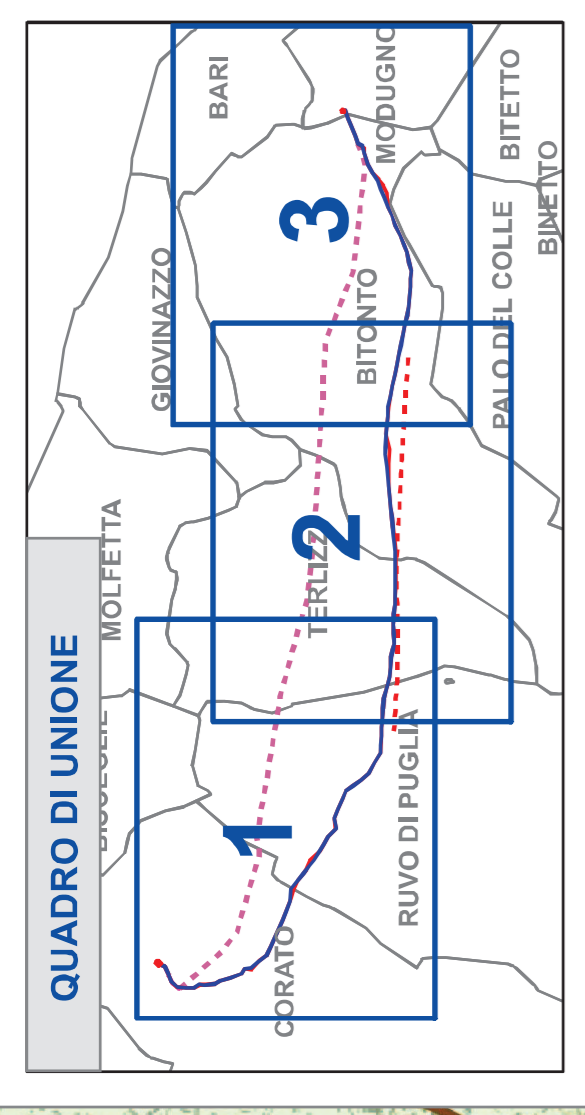 QUADRO DI UNIONE
MOLFETTA
GIOVINAZZO
BARI
MODUGNO
BITETTO
BINETTO
PALO DEL COLLE
BITONTO
3
2
1
RUVO DI PUGLIA
CORATO